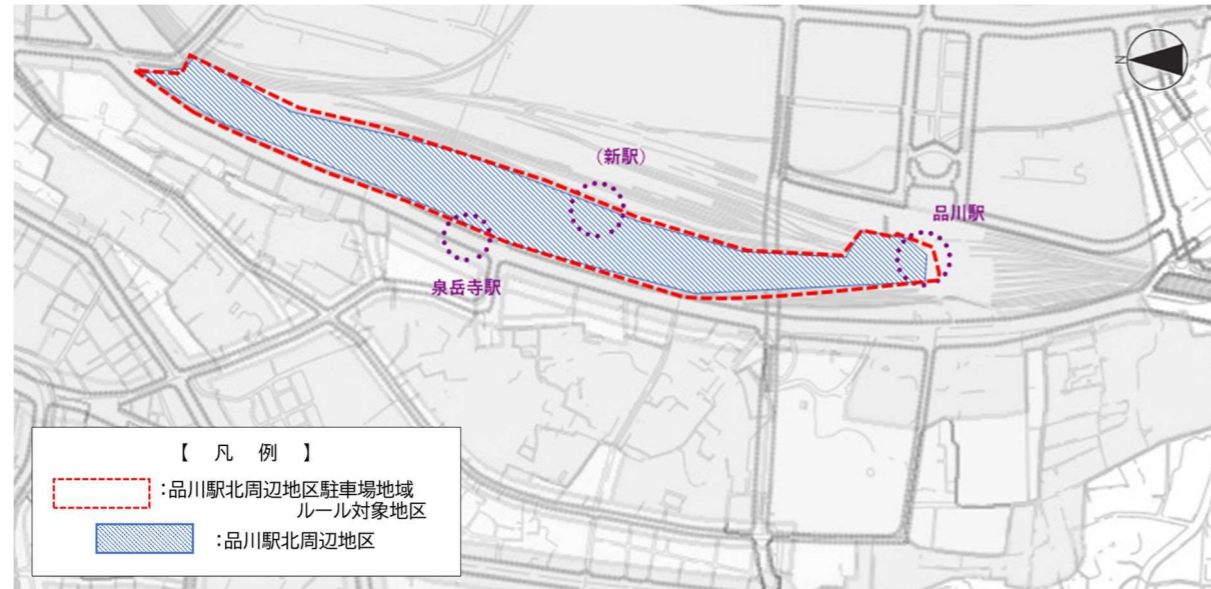 N
（新駅）
品川駅
泉岳寺駅
【 凡 例 】
：品川駅北周辺地区駐車場地域
ルール対象地区
：品川駅北周辺地区